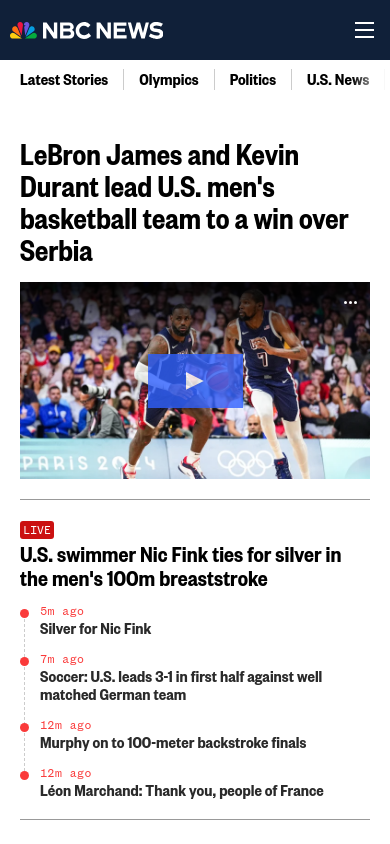 NBC NEWS
Latest Stories
Olympics
Politics
U.S. News
LeBron James and Kevin
Durant lead U.S. men's
basketball team to a win over
Serbia
PARIS 2024
LIVE
U.S. swimmer Nic Fink ties for silver in
the men's 100m breaststroke
5m ago
Silver for Nic Fink
7m ago
Soccer: U.S. leads 3-1 in first half against well
matched German team
12m ago
Murphy on to 100-meter backstroke finals
12m ago
Léon Marchand: Thank you, people of France